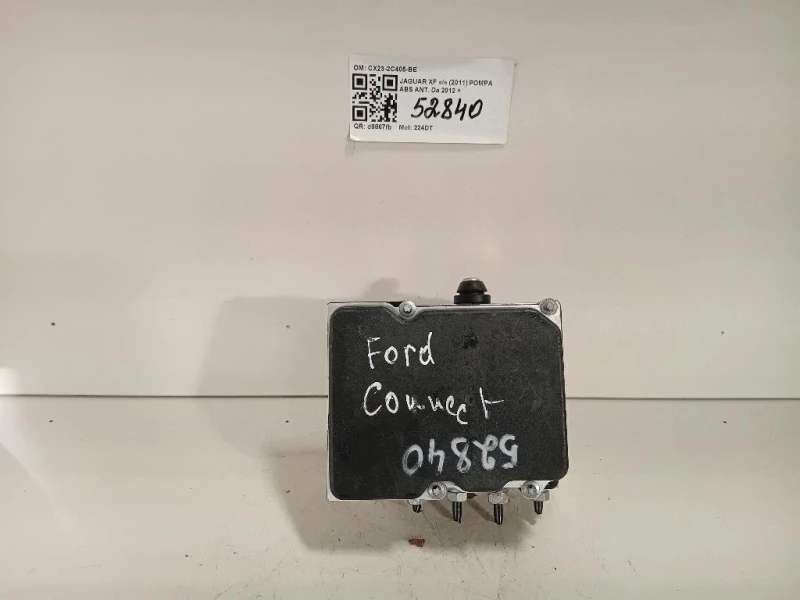 OM: CX23-2C405-BE
JAGUAR XF s/o (2011) POMPA
ABS ANT. Da 2012 >
52840
QR: d8867fb Mot: 224DT
Ford
Connect
52840